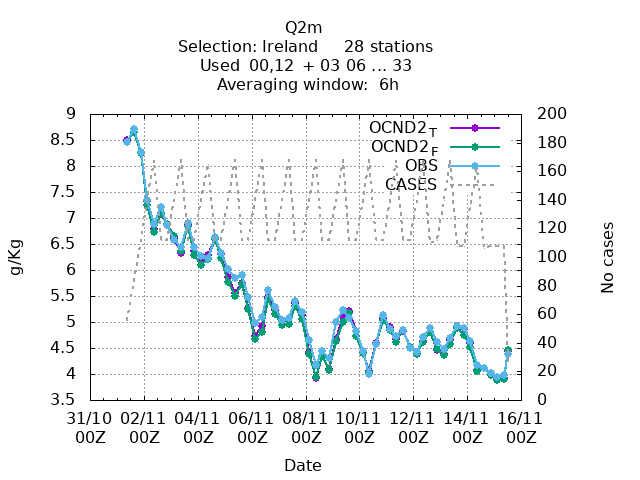 Q2m
Selection: Ireland 28 stations
Used 00,12 + 03 06 ... 33
Averaging window: 6h
OCND2_T
OCND2_F
OBS
CASES
g/Kg
9
8.5
8
7.5
7
6.5
6
5.5
5
4.5
4
3.5
No cases
200
180
160
140
120
100
80
60
40
20
0
31/10 02/11 04/11 06/11 08/11 10/11 12/11 14/11 16/11
00Z 00Z 00Z 00Z 00Z 00Z 00Z 00Z 00Z
Date